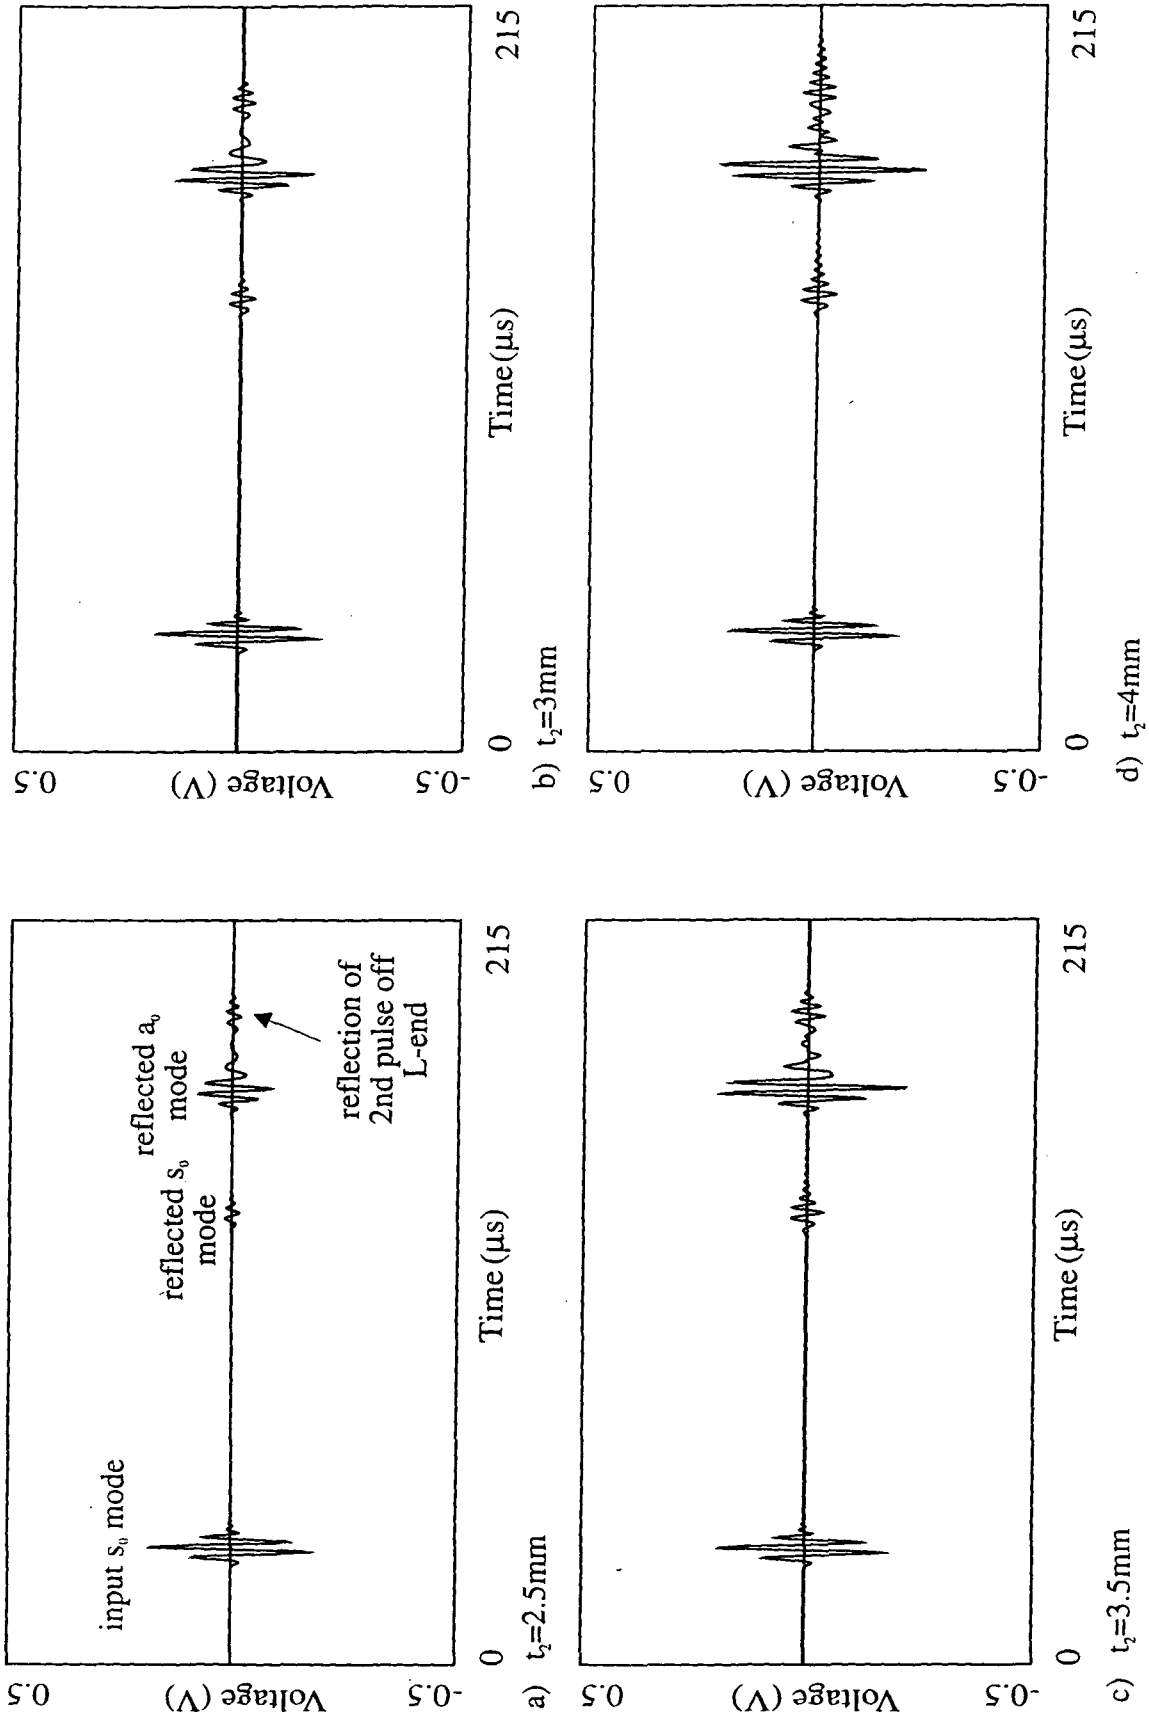 0.5
Voltage (V)
-0.5
0
Time (µs)
215
input s₀ mode
reflected s₀
mode
reflected a₀
mode
reflection of
2nd pulse off
L-end
a) t₂=2.5mm
0.5
Voltage (V)
-0.5
0
Time (µs)
215
b) t₂=3mm
0.5
Voltage (V)
-0.5
0
Time (µs)
215
c) t₂=3.5mm
0.5
Voltage (V)
-0.5
0
Time (µs)
215
d) t₂=4mm